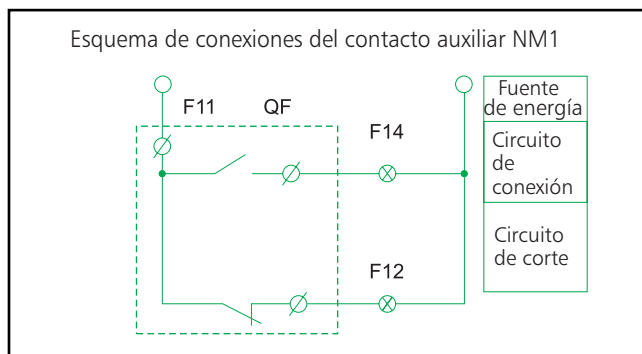 Esquema de conexiones del contacto auxiliar NM1
F11
QF
F14
F12
Fuente
de energía
Circuito
de
conexión
Circuito
de corte